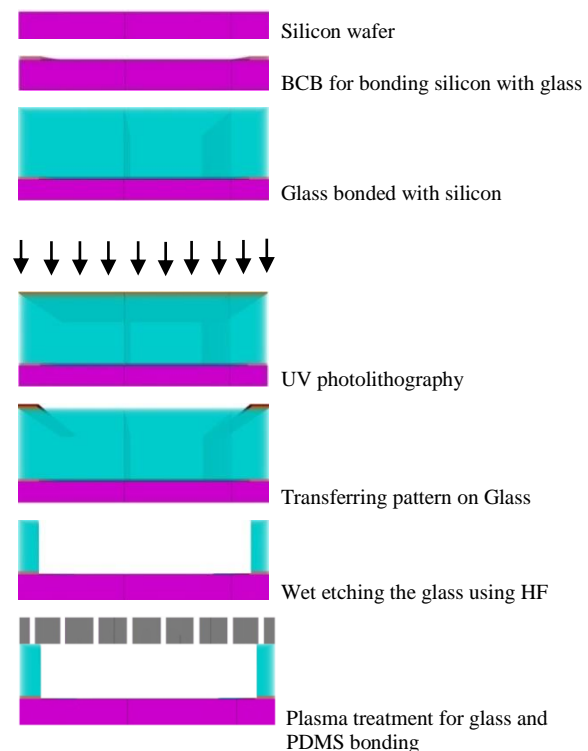 Silicon wafer
BCB for bonding silicon with glass
Glass bonded with silicon
UV photolithography
Transferring pattern on Glass
Wet etching the glass using HF
Plasma treatment for glass and
PDMS bonding